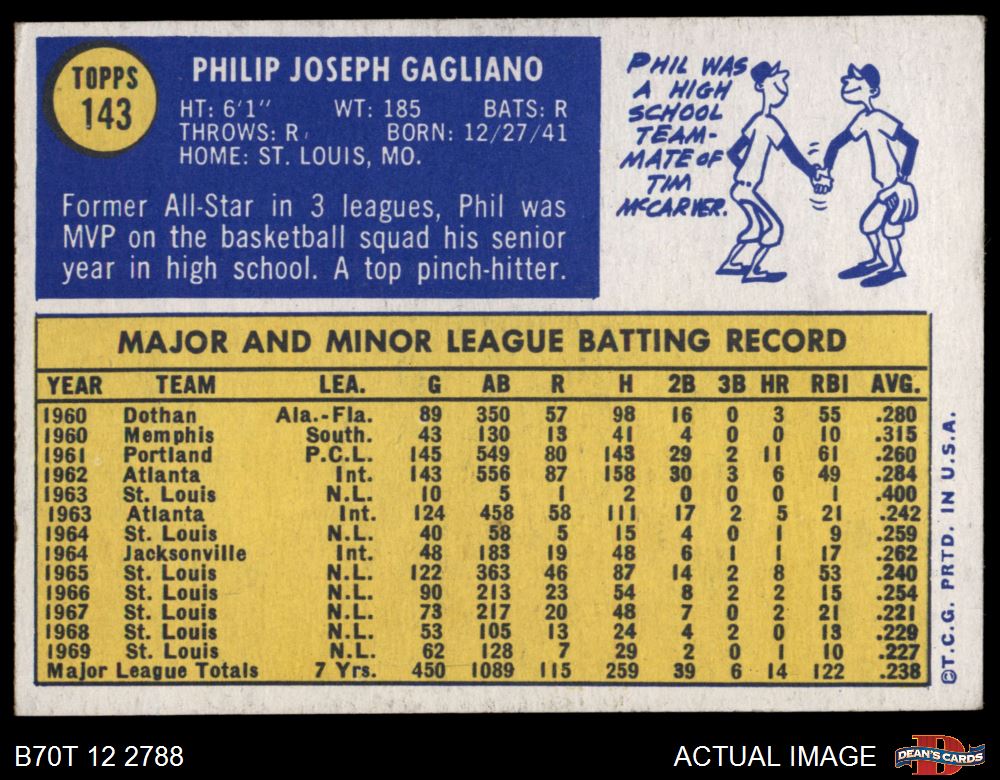 TOPPS
143
PHILIP JOSEPH GAGLIANO
HT: 6'1" WT: 185 BATS: R
THROWS: R BORN: 12/27/41
HOME: ST. LOUIS, MO.
Former All-Star in 3 leagues, Phil was
MVP on the basketball squad his senior
year in high school. A top pinch-hitter.
PHIL WAS
A HIGH
SCHOOL
TEAM-
MATE OF
TIM
McCARVER.
MAJOR AND MINOR LEAGUE BATTING RECORD
YEAR TEAM LEA. G AB R H 2B 3B HR RBI AVG.
1960 Dothan Ala.-Fla. 89 350 57 98 16 0 3 55 .280
1960 Memphis South. 43 130 13 41 4 0 0 10 .315
1961 Portland P.C.L. 145 549 80 143 29 2 11 61 .260
1962 Atlanta Int. 143 556 87 158 30 3 6 49 .284
1963 St. Louis N.L. 10 5 1 2 0 0 0 1 .400
1963 Atlanta Int. 124 458 58 111 17 2 5 21 .242
1964 St. Louis N.L. 40 58 5 15 4 0 1 9 .259
1964 Jacksonville Int. 48 183 19 48 6 1 1 17 .262
1965 St. Louis N.L. 122 363 46 87 14 2 8 53 .240
1966 St. Louis N.L. 90 213 23 54 8 2 2 15 .254
1967 St. Louis N.L. 73 217 20 48 7 0 2 21 .221
1968 St. Louis N.L. 53 105 13 24 4 2 0 13 .229
1969 St. Louis N.L. 62 128 7 29 2 0 1 10 .227
Major League Totals 7 Yrs. 450 1089 115 259 39 6 14 122 .238
©T.C.G. PRTD. IN U.S.A.
B70T 12 2788
ACTUAL IMAGE
DEAN'S CARDS